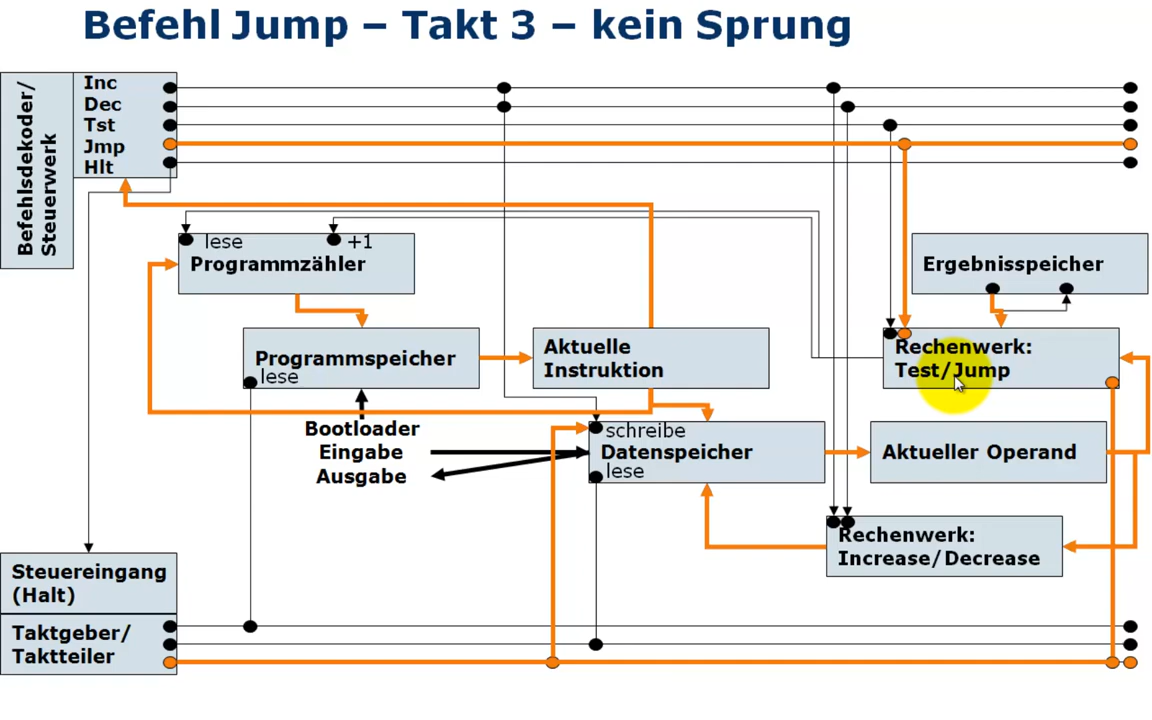 Befehl Jump – Takt 3 – kein Sprung
Befehlsdekoder/
Steuerwerk
Inc
Dec
Tst
Jmp
Hlt
lese
+1
Programmzähler
Ergebnisspeicher
Programmspeicher
lese
Aktuelle
Instruktion
Rechenwerk:
Test/Jump
Bootloader
Eingabe
Ausgabe
schreibe
Datenspeicher
lese
Aktueller Operand
Rechenwerk:
Increase/Decrease
Steuereingang
(Halt)
Taktgeber/
Taktteiler